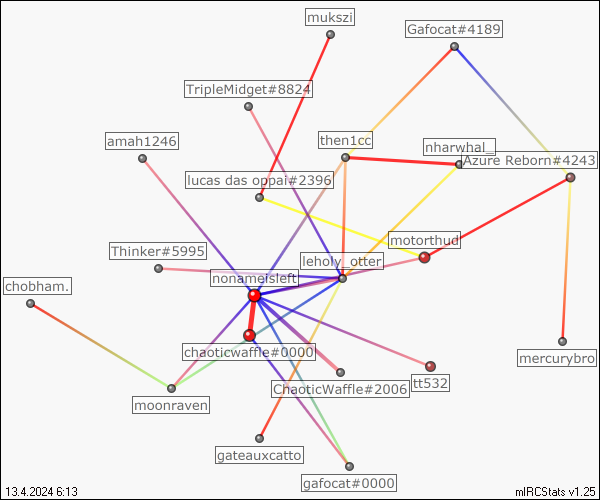 mukszi
Gafocat#4189
TripleMidget#8824
amah1246
then1cc
nharwhal_
Azure Reborn#4243
lucas das oppai#2396
motorthud
Thinker#5995
leholy_otter
nonameisleft
chobham.
chaoticwaffle#0000
mercurybro
ChaoticWaffle#2006
tt532
moonraven
gateauxcatto
gafocat#0000
13.4.2024 6:13
mIRCStats v1.25